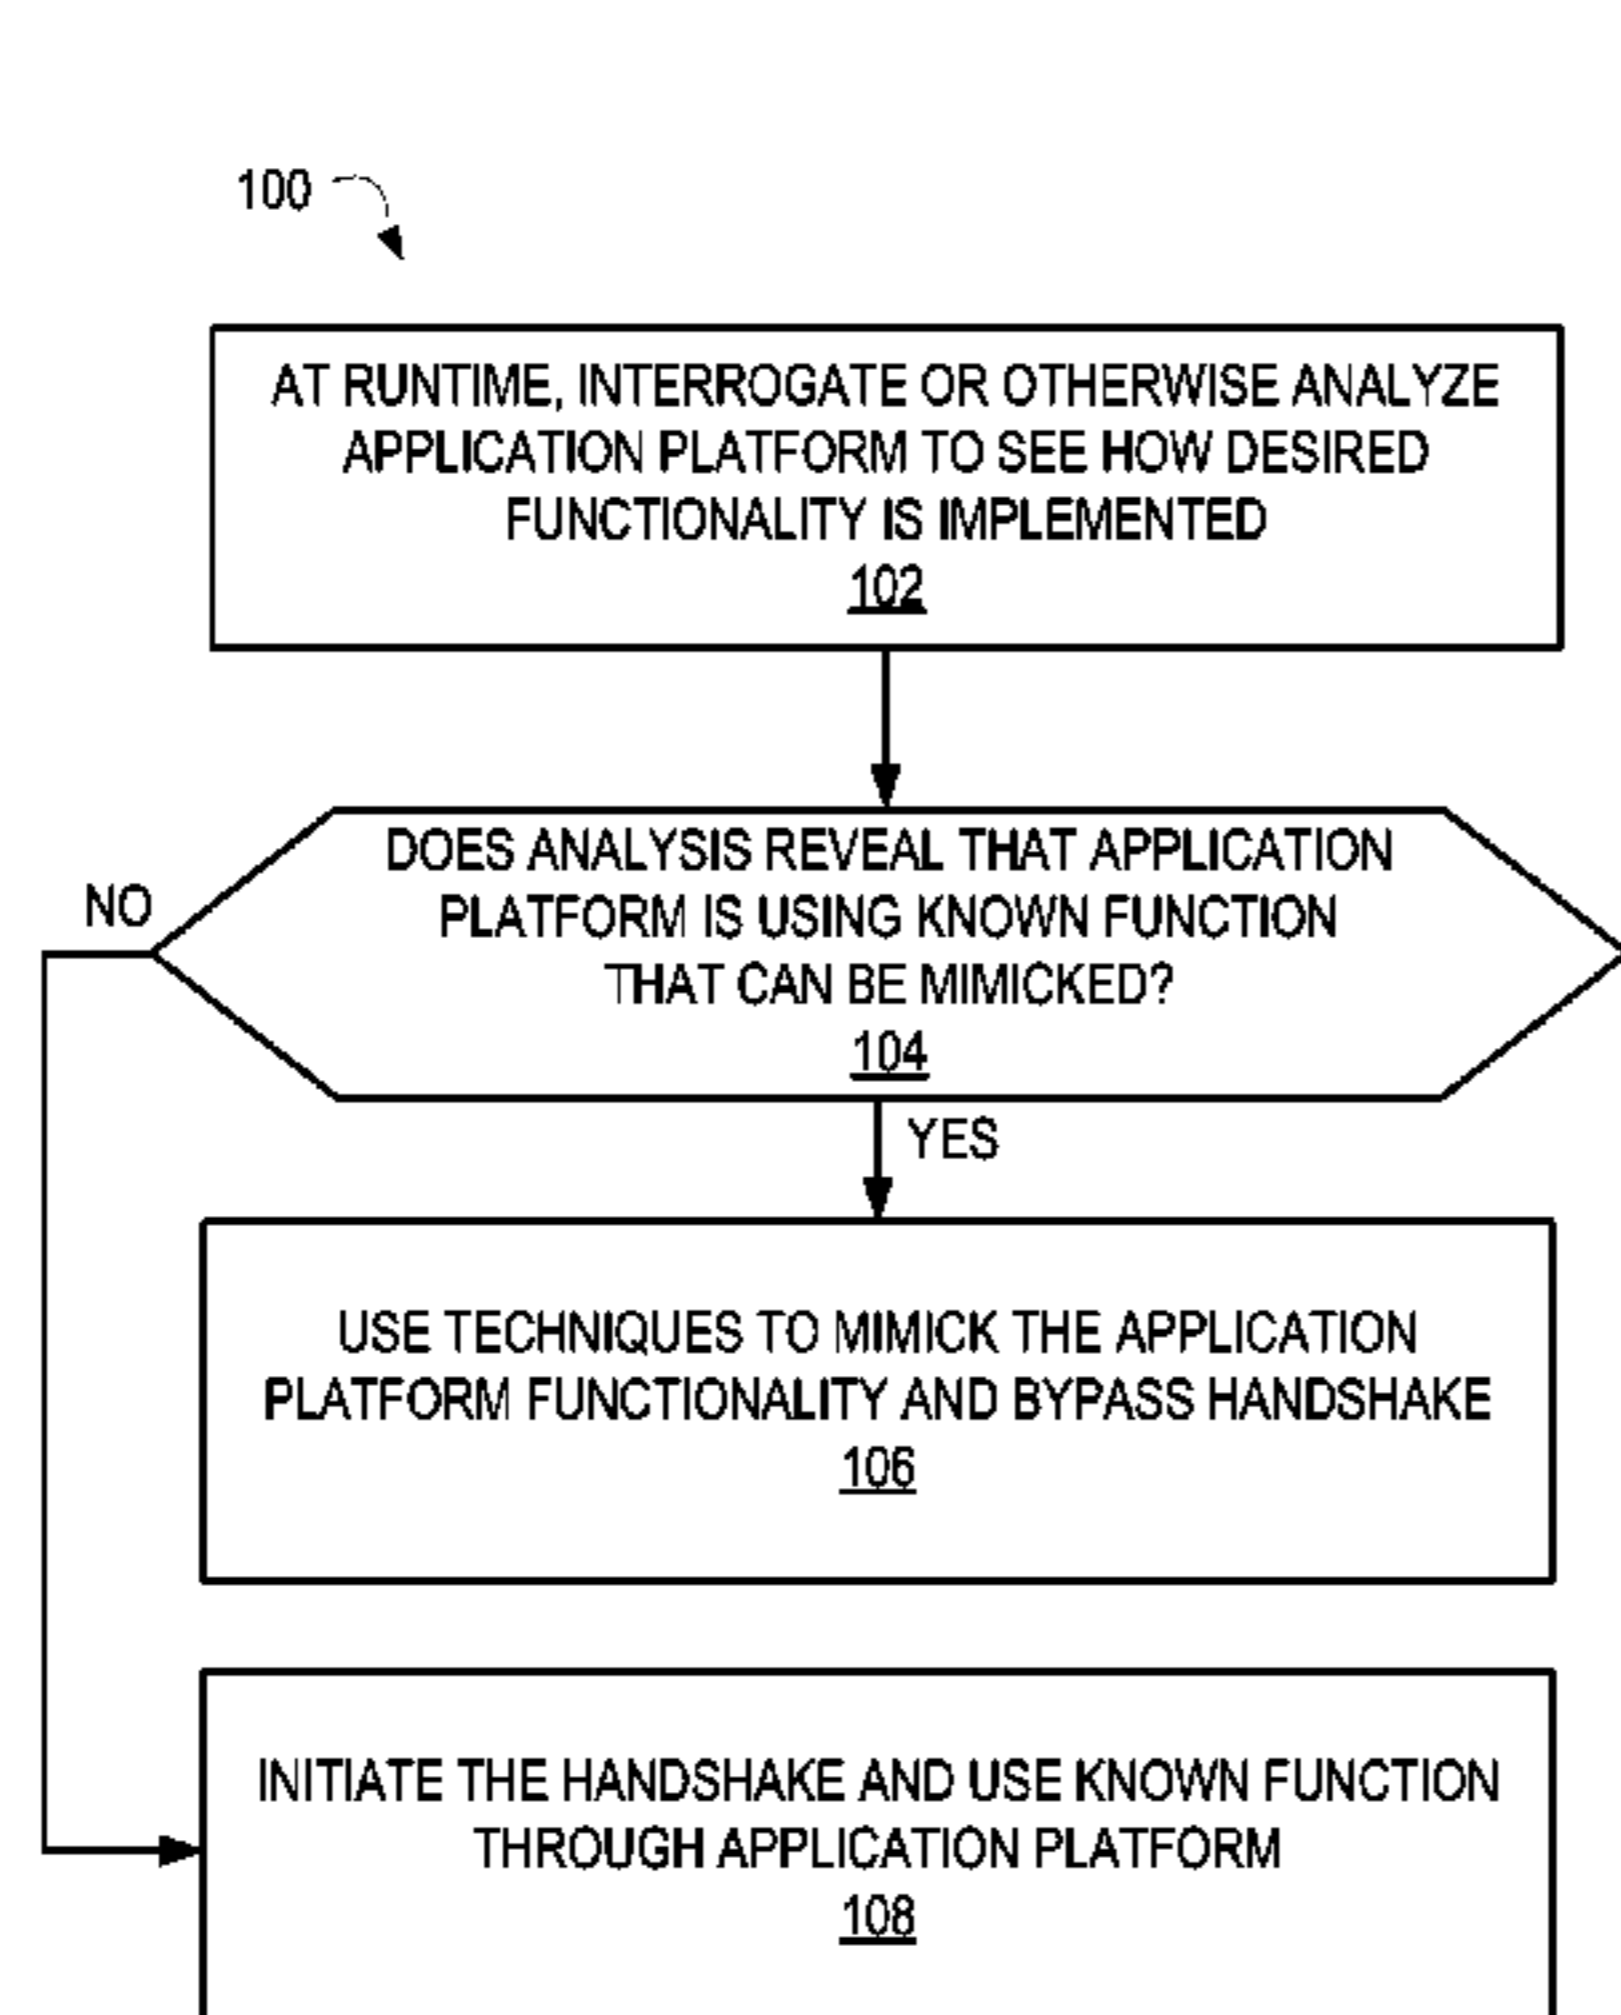 100
AT RUNTIME, INTERROGATE OR OTHERWISE ANALYZE
APPLICATION PLATFORM TO SEE HOW DESIRED
FUNCTIONALITY IS IMPLEMENTED
102
DOES ANALYSIS REVEAL THAT APPLICATION
PLATFORM IS USING KNOWN FUNCTION
THAT CAN BE MIMICKED?
104
NO
YES
USE TECHNIQUES TO MIMICK THE APPLICATION
PLATFORM FUNCTIONALITY AND BYPASS HANDSHAKE
106
INITIATE THE HANDSHAKE AND USE KNOWN FUNCTION
THROUGH APPLICATION PLATFORM
108